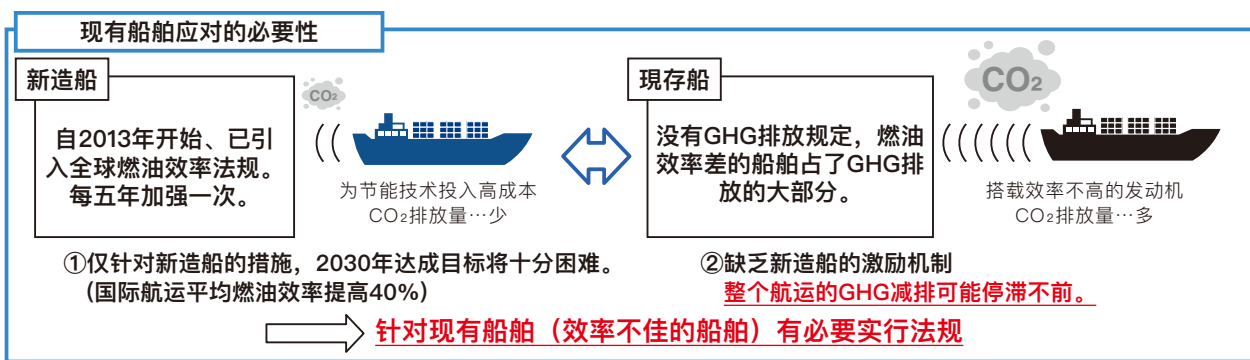 现有船舶应对的必要性
新造船
自2013年开始、已引
入全球燃油效率法规。
每五年加强一次。
CO₂
为节能技术投入高成本
CO₂排放量…少
現存船
没有GHG排放规定，燃油
效率差的船舶占了GHG排
放的大部分。
CO₂
搭载效率不高的发动机
CO₂排放量…多
①仅针对新造船的措施，2030年达成目标将十分困难。
（国际航运平均燃油效率提高40%）
②缺乏新造船的激励机制
整个航运的GHG减排可能停滞不前。
针对现有船舶（效率不佳的船舶）有必要实行法规